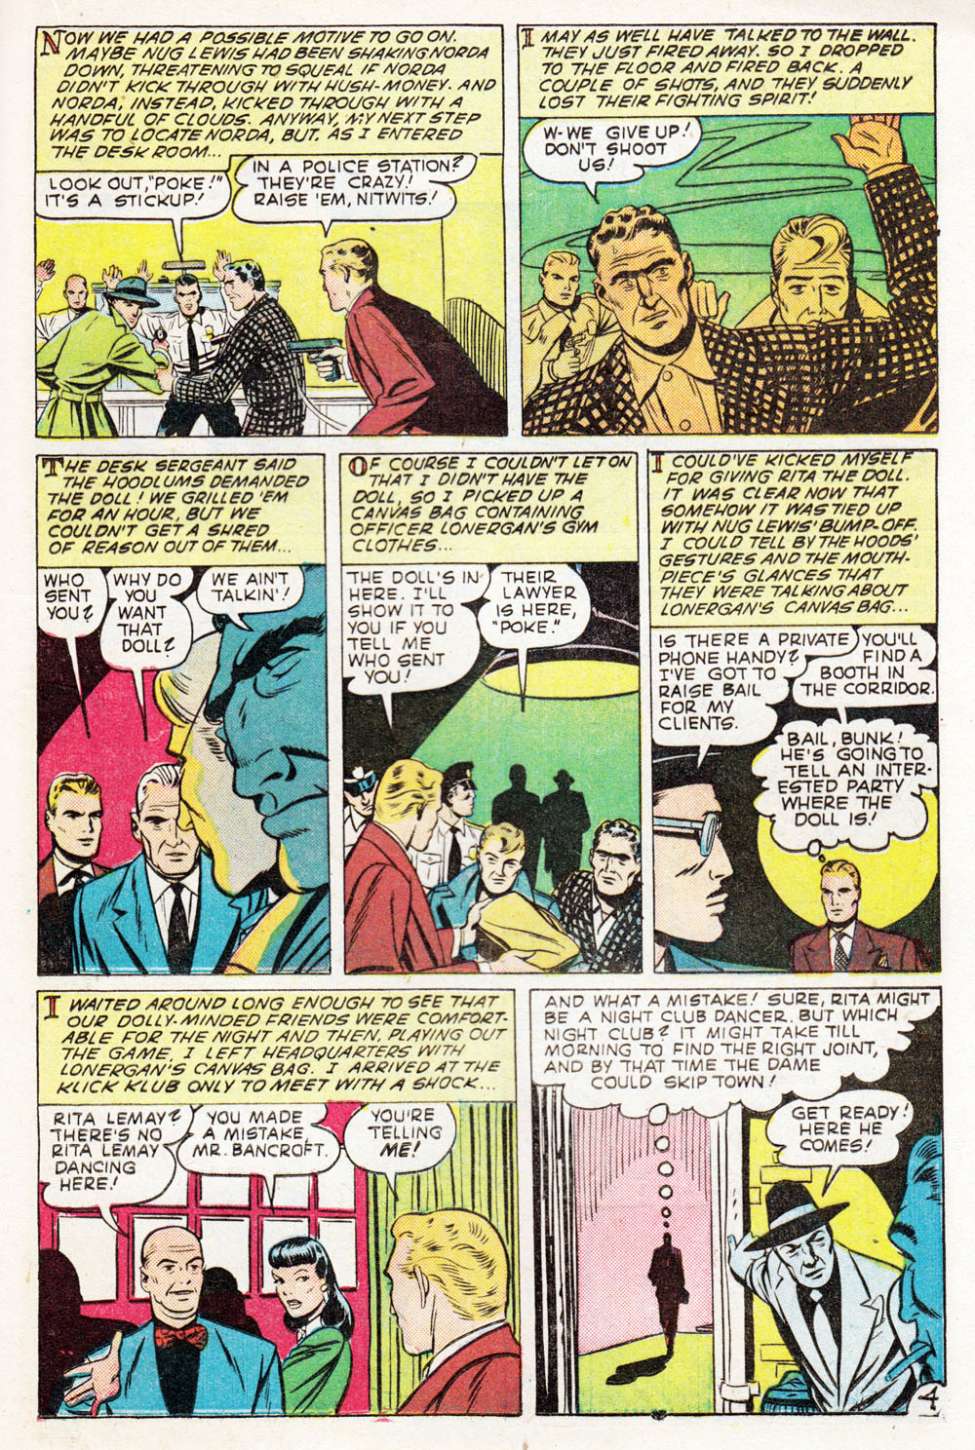 NOW WE HAD A POSSIBLE MOTIVE TO GO ON.
MAYBE NUG LEWIS HAD BEEN SHAKING NORDA
DOWN, THREATENING TO SQUEAL IF NORDA
DIDN'T KICK THROUGH WITH HUSH-MONEY. AND
NORDA, INSTEAD, KICKED THROUGH WITH A
HANDFUL OF CLOUDS. ANYWAY, MY NEXT STEP
WAS TO LOCATE NORDA, BUT, AS I ENTERED
THE DESK ROOM...
LOOK OUT, "POKE!"
IT'S A STICKUP!
IN A POLICE STATION?
THEY'RE CRAZY!
RAISE 'EM, NITWITS!
I MAY AS WELL HAVE TALKED TO THE WALL.
THEY JUST FIRED AWAY. SO I DROPPED
TO THE FLOOR AND FIRED BACK. A
COUPLE OF SHOTS, AND THEY SUDDENLY
LOST THEIR FIGHTING SPIRIT!
W-WE GIVE UP!
DON'T SHOOT
US!
THE DESK SERGEANT SAID
THE HOODLUMS DEMANDED
THE DOLL! WE GRILLED 'EM
FOR AN HOUR, BUT WE
COULDN'T GET A SHRED
OF REASON OUT OF THEM...
WHO
SENT
YOU?
WHY DO
YOU
WANT
THAT
DOLL?
WE AIN'T
TALKIN'!
OF COURSE I COULDN'T LET ON
THAT I DIDN'T HAVE THE
DOLL, SO I PICKED UP A
CANVAS BAG CONTAINING
OFFICER LONERGAN'S GYM
CLOTHES...
THE DOLL'S IN
HERE. I'LL
SHOW IT TO
YOU IF YOU
TELL ME
WHO SENT
YOU!
THEIR
LAWYER
IS HERE,
"POKE."
I COULD'VE KICKED MYSELF
FOR GIVING RITA THE DOLL.
IT WAS CLEAR NOW THAT
SOMEHOW IT WAS TIED UP
WITH NUG LEWIS' BUMP-OFF.
I COULD TELL BY THE HOODS'
GESTURES AND THE MOUTH-
PIECE'S GLANCES THAT
THEY WERE TALKING ABOUT
LONERGAN'S CANVAS BAG...
IS THERE A PRIVATE
PHONE HANDY?
I'VE GOT TO
RAISE BAIL
FOR MY
CLIENTS.
YOU'LL
FIND A
BOOTH IN
THE CORRIDOR.
BAIL, BUNK!
HE'S GOING TO
TELL AN INTER-
ESTED PARTY
WHERE THE
DOLL IS!
I WAITED AROUND LONG ENOUGH TO SEE THAT
OUR DOLLY-MINDED FRIENDS WERE COMFORT-
ABLE FOR THE NIGHT AND THEN, PLAYING OUT
THE GAME, I LEFT HEADQUARTERS WITH
LONERGAN'S CANVAS BAG. I ARRIVED AT THE
KLICK KLUB ONLY TO MEET WITH A SHOCK...
RITA LEMAY?
THERE'S NO
RITA LEMAY
DANCING
HERE!
YOU MADE
A MISTAKE,
MR. BANCROFT.
YOU'RE
TELLING
ME!
AND WHAT A MISTAKE! SURE, RITA MIGHT
BE A NIGHT CLUB DANCER. BUT WHICH
NIGHT CLUB? IT MIGHT TAKE TILL
MORNING TO FIND THE RIGHT JOINT,
AND BY THAT TIME THE DAME
COULD SKIP TOWN!
GET READY!
HERE HE
COMES!
4